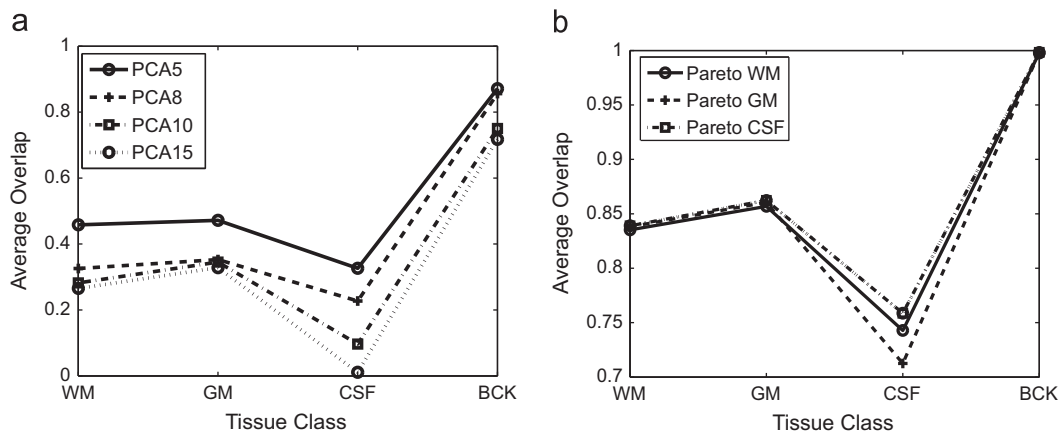 a
1
0.8
0.6
0.4
0.2
0
Average Overlap
PCA5
PCA8
PCA10
PCA15
WM
GM
CSF
BCK
Tissue Class
b
1
0.95
0.9
0.85
0.8
0.75
0.7
Average Overlap
Pareto WM
Pareto GM
Pareto CSF
WM
GM
CSF
BCK
Tissue Class